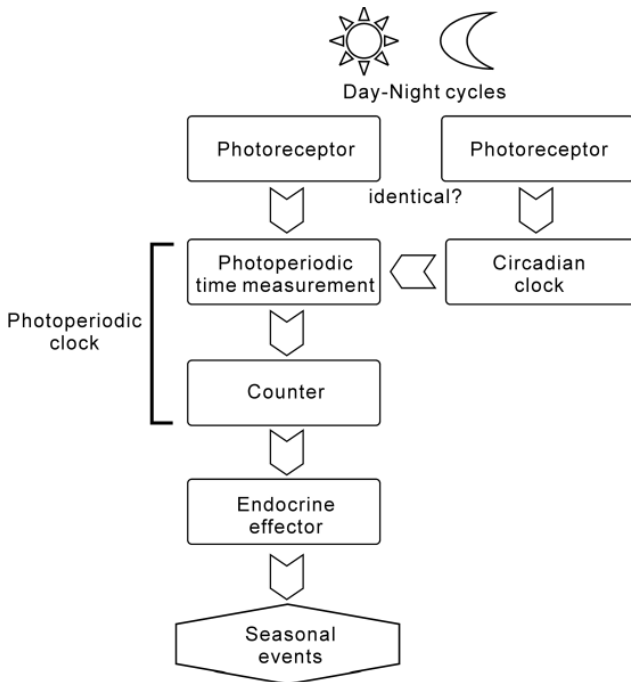 Day-Night cycles
Photoreceptor
Photoreceptor
identical?
Photoperiodic
time measurement
Circadian
clock
Photoperiodic
clock
Counter
Endocrine
effector
Seasonal
events